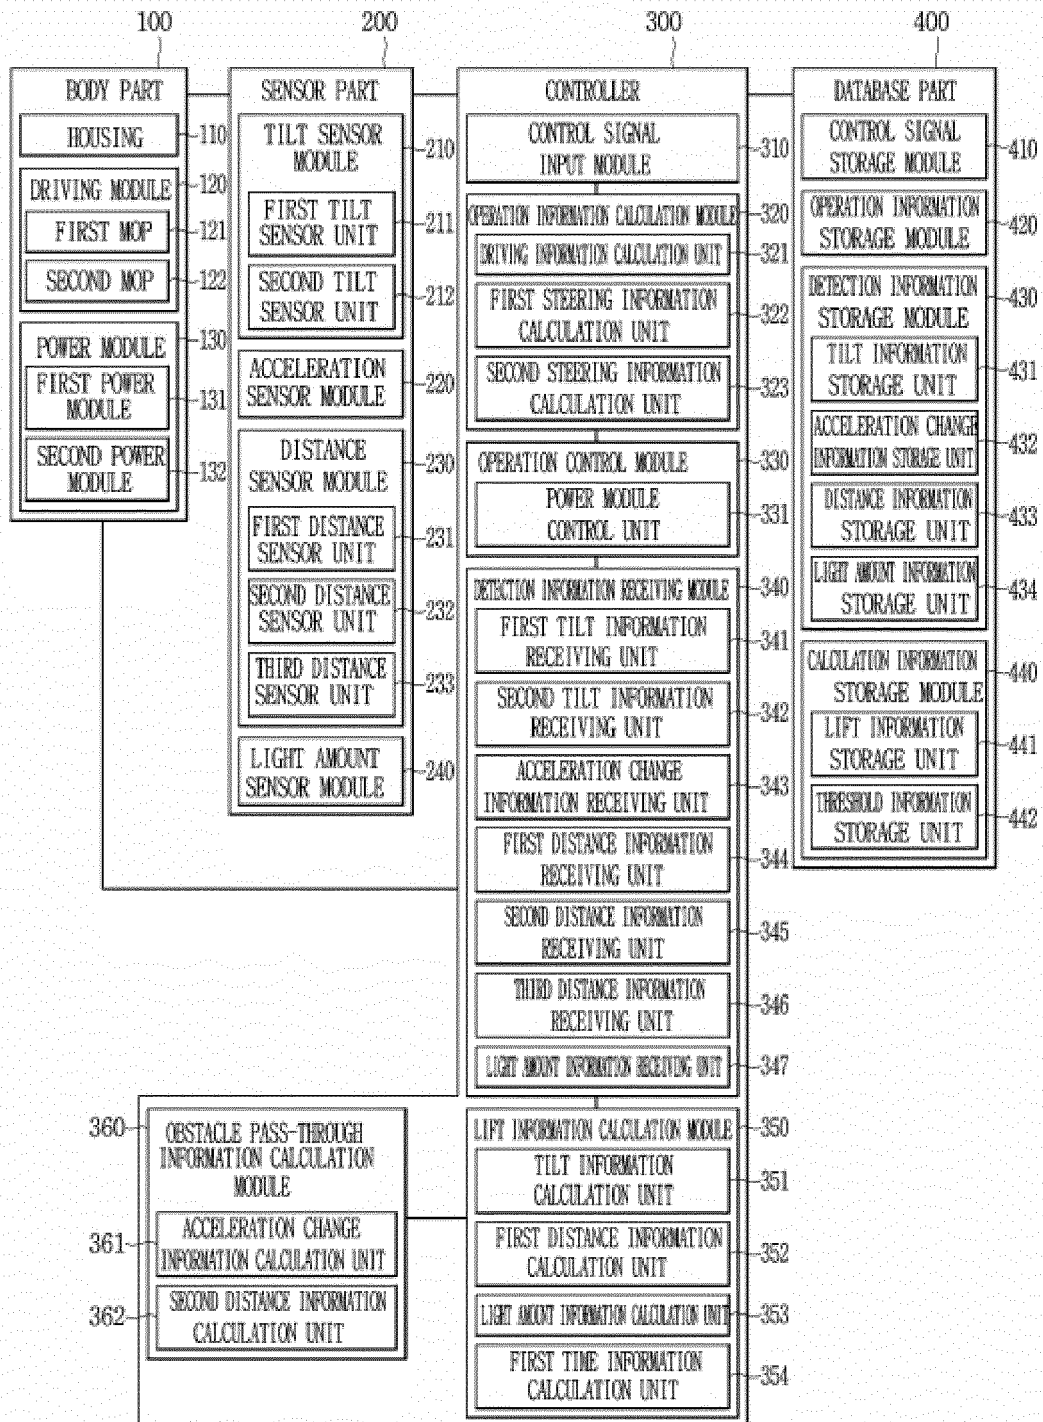 100
BODY PART
HOUSING
110
DRIVING MODULE
120
FIRST MOP
121
SECOND MOP
122
POWER MODULE
130
FIRST POWER
MODULE
131
SECOND POWER
MODULE
132
200
SENSOR PART
TILT SENSOR
MODULE
210
FIRST TILT
SENSOR UNIT
211
SECOND TILT
SENSOR UNIT
212
ACCELERATION
SENSOR MODULE
220
DISTANCE
SENSOR MODULE
230
FIRST DISTANCE
SENSOR UNIT
231
SECOND DISTANCE
SENSOR UNIT
232
THIRD DISTANCE
SENSOR UNIT
233
LIGHT AMOUNT
SENSOR MODULE
240
300
CONTROLLER
CONTROL SIGNAL
INPUT MODULE
310
OPERATION INFORMATION CALCULATION MODULE
320
DRIVING INFORMATION CALCULATION UNIT
321
FIRST STEERING INFORMATION
CALCULATION UNIT
322
SECOND STEERING INFORMATION
CALCULATION UNIT
323
OPERATION CONTROL MODULE
330
POWER MODULE
CONTROL UNIT
331
DETECTION INFORMATION RECEIVING MODULE
340
FIRST TILT INFORMATION
RECEIVING UNIT
341
SECOND TILT INFORMATION
RECEIVING UNIT
342
ACCELERATION CHANGE
INFORMATION RECEIVING UNIT
343
FIRST DISTANCE INFORMATION
RECEIVING UNIT
344
SECOND DISTANCE INFORMATION
RECEIVING UNIT
345
THIRD DISTANCE INFORMATION
RECEIVING UNIT
346
LIGHT AMOUNT INFORMATION RECEIVING UNIT
347
LIFT INFORMATION CALCULATION MODULE
350
TILT INFORMATION
CALCULATION UNIT
351
FIRST DISTANCE INFORMATION
CALCULATION UNIT
352
LIGHT AMOUNT INFORMATION CALCULATION UNIT
353
FIRST TIME INFORMATION
CALCULATION UNIT
354
360
OBSTACLE PASS-THROUGH
INFORMATION CALCULATION
MODULE
361
ACCELERATION CHANGE
INFORMATION CALCULATION UNIT
362
SECOND DISTANCE INFORMATION
CALCULATION UNIT
400
DATABASE PART
CONTROL SIGNAL
STORAGE MODULE
410
OPERATION INFORMATION
STORAGE MODULE
420
DETECTION INFORMATION
STORAGE MODULE
430
TILT INFORMATION
STORAGE UNIT
431
ACCELERATION CHANGE
INFORMATION STORAGE UNIT
432
DISTANCE INFORMATION
STORAGE UNIT
433
LIGHT AMOUNT INFORMATION
STORAGE UNIT
434
CALCULATION INFORMATION
STORAGE MODULE
440
LIFT INFORMATION
STORAGE UNIT
441
THRESHOLD INFORMATION
STORAGE UNIT
442